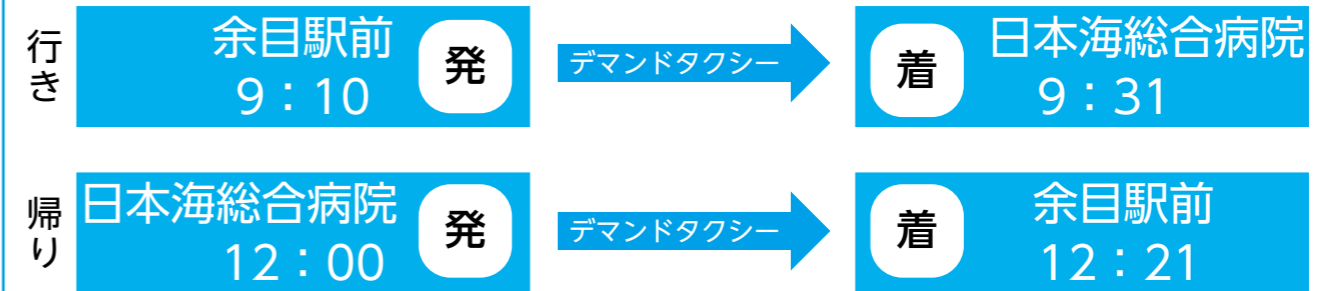 行き
余目駅前
9：10
発
デマンドタクシー
着
日本海総合病院
9：31
帰り
日本海総合病院
12：00
発
デマンドタクシー
着
余目駅前
12：21